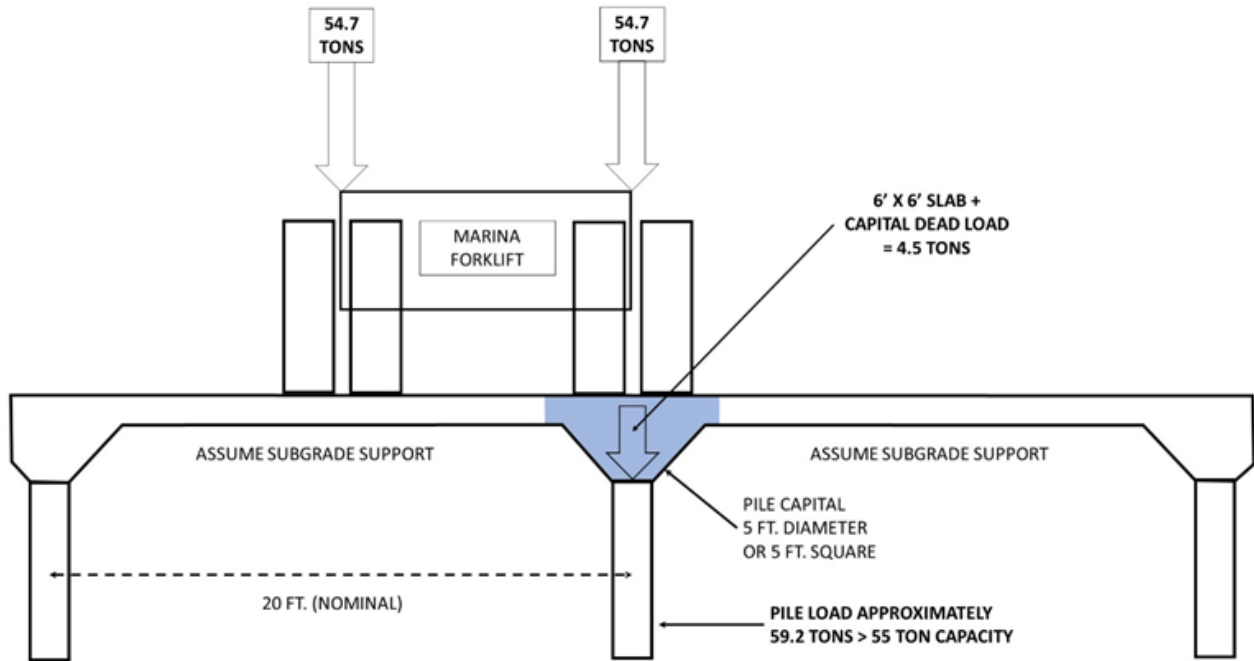 54.7
TONS
54.7
TONS
6' X 6' SLAB +
CAPITAL DEAD LOAD
= 4.5 TONS
MARINA
FORKLIFT
ASSUME SUBGRADE SUPPORT
ASSUME SUBGRADE SUPPORT
PILE CAPITAL
5 FT. DIAMETER
OR 5 FT. SQUARE
20 FT. (NOMINAL)
PILE LOAD APPROXIMATELY
59.2 TONS > 55 TON CAPACITY